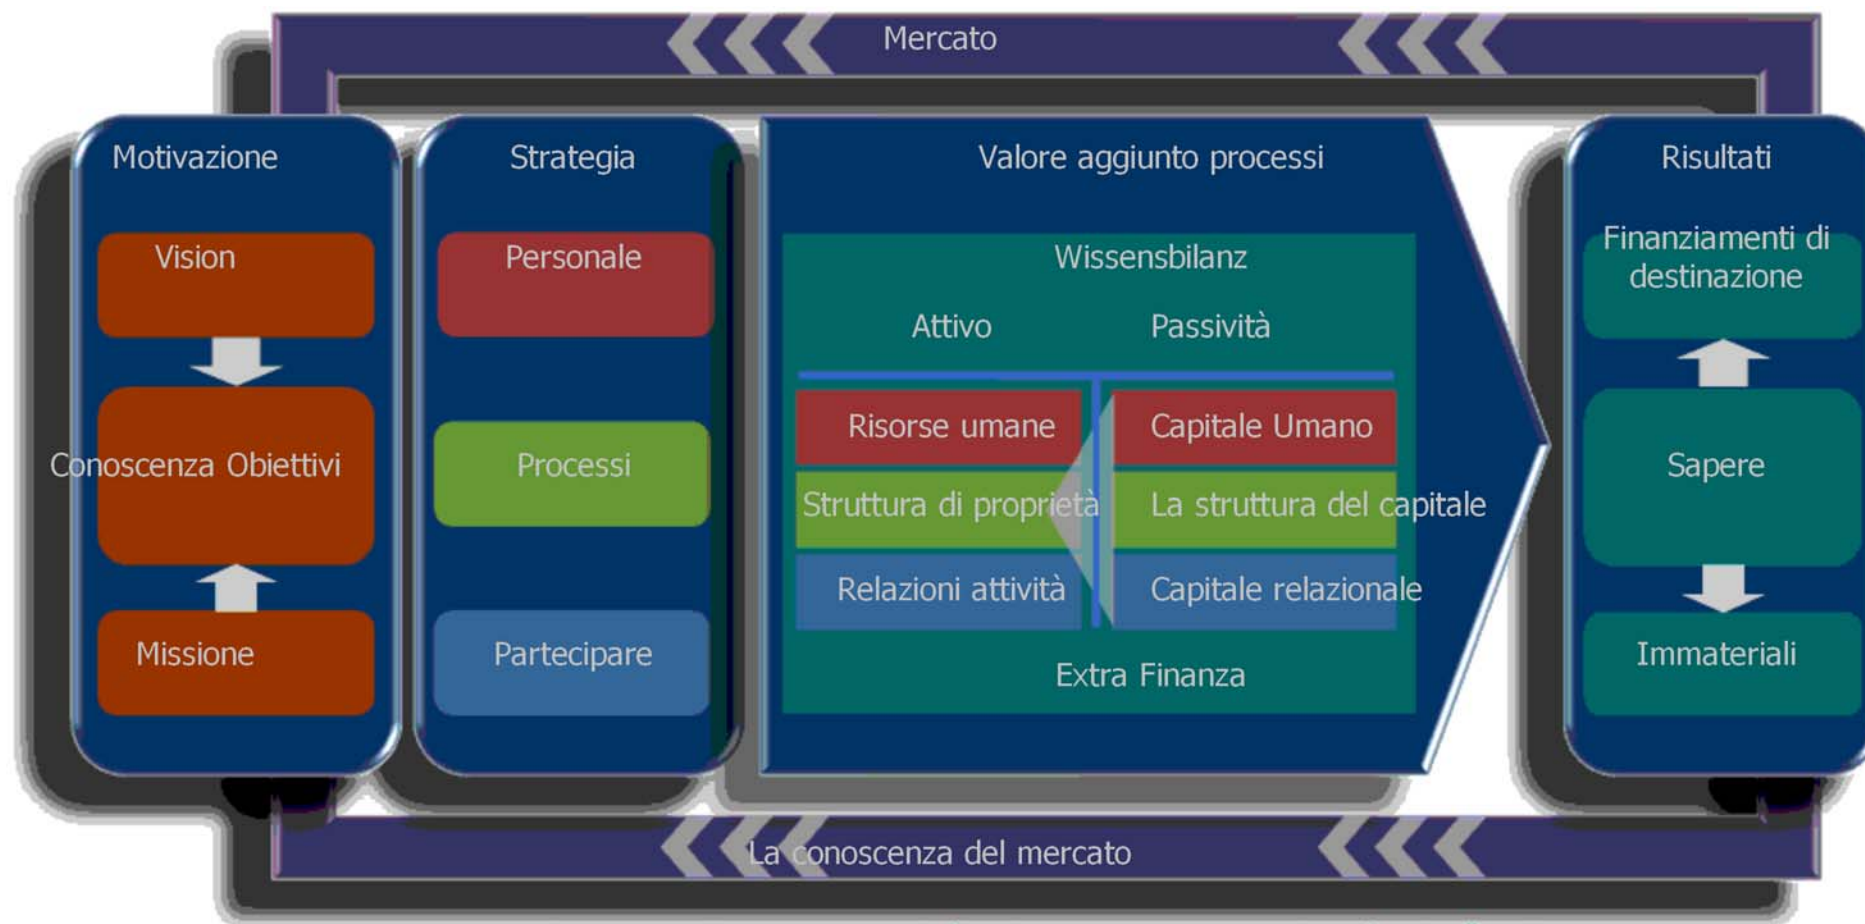 Mercato
Motivazione
Vision
Conoscenza Obiettivi
Missione
Strategia
Personale
Processi
Partecipare
Valore aggiunto processi
Wissensbilanz
Attivo
Passività
Risorse umane
Capitale Umano
Struttura di proprietà
La struttura del capitale
Relazioni attività
Capitale relazionale
Extra Finanza
Risultati
Finanziamenti di
destinazione
Sapere
Immateriali
La conoscenza del mercato